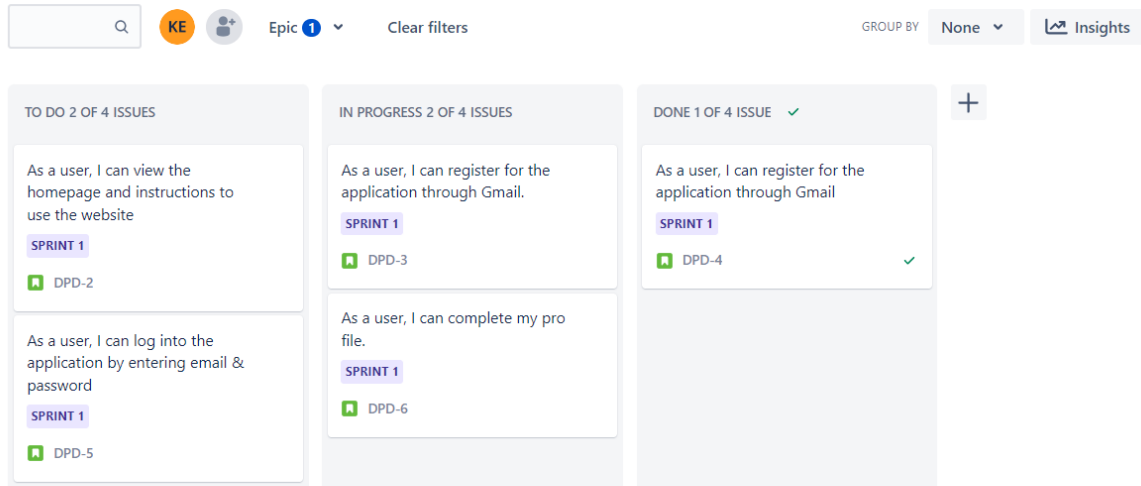 KE
Epic 1
Clear filters
GROUP BY
None
Insights
TO DO 2 OF 4 ISSUES
As a user, I can view the
homepage and instructions to
use the website
SPRINT 1
DPD-2
As a user, I can log into the
application by entering email &
password
SPRINT 1
DPD-5
IN PROGRESS 2 OF 4 ISSUES
As a user, I can register for the
application through Gmail.
SPRINT 1
DPD-3
As a user, I can complete my pro
file.
SPRINT 1
DPD-6
DONE 1 OF 4 ISSUE
As a user, I can register for the
application through Gmail
SPRINT 1
DPD-4